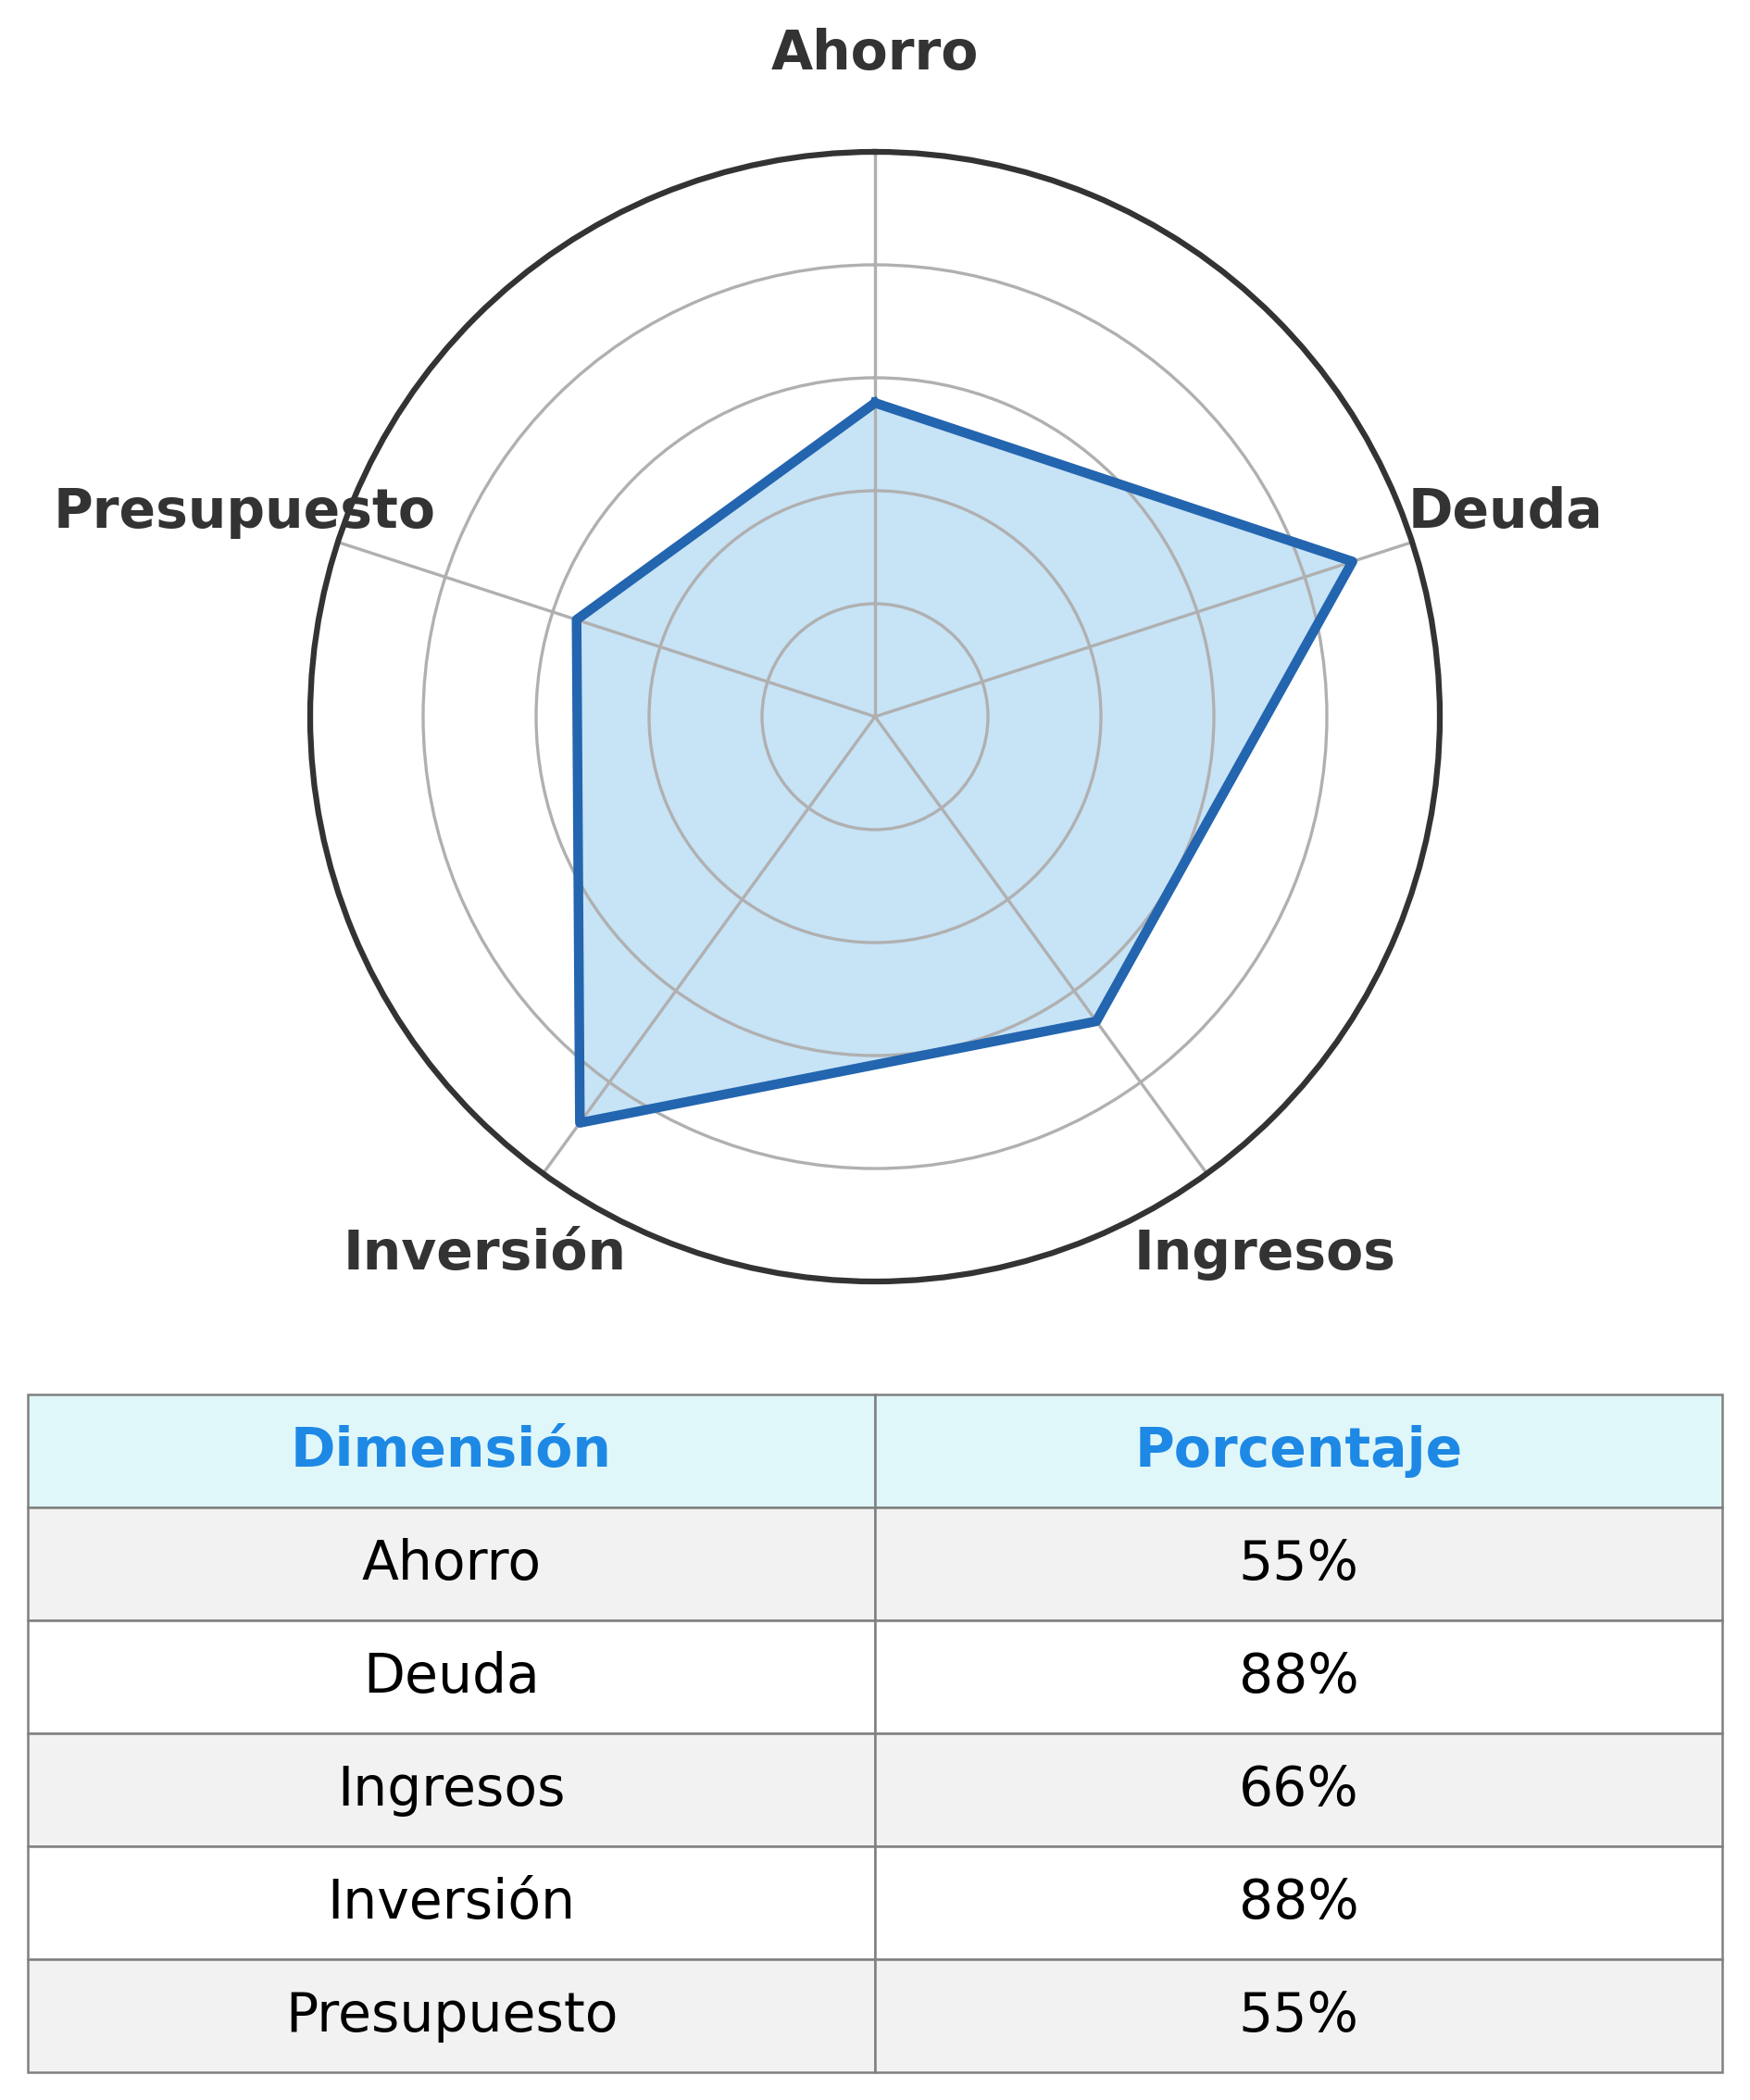 Ahorro
Presupuesto
Deuda
Inversión
Ingresos
Dimensión Porcentaje
Ahorro 55%
Deuda 88%
Ingresos 66%
Inversión 88%
Presupuesto 55%